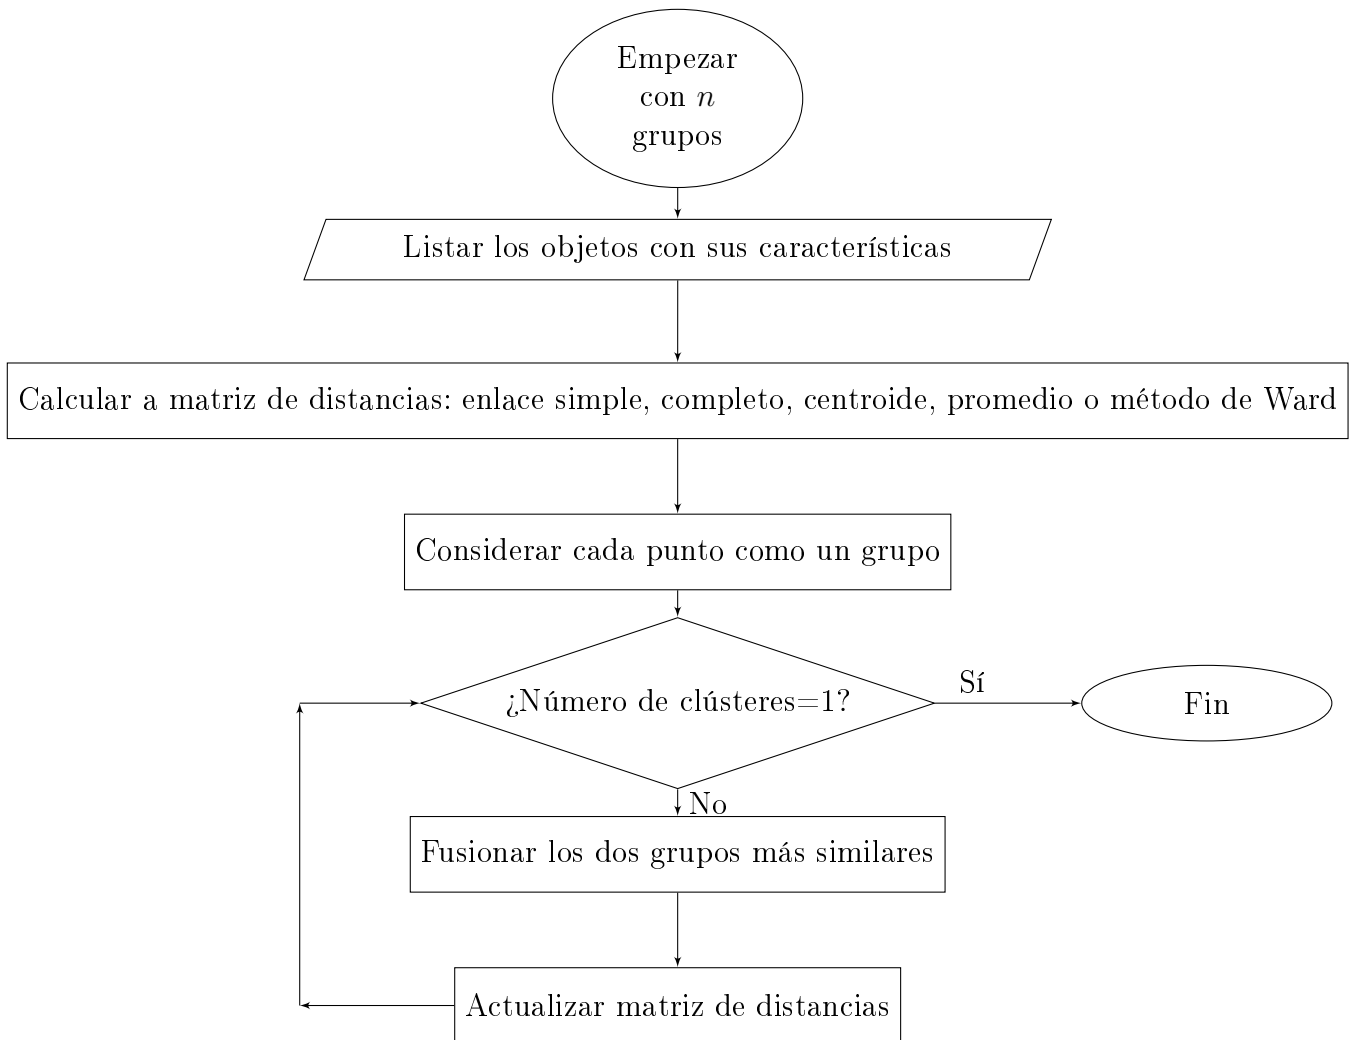 Empezar
con n
grupos
Listar los objetos con sus características
Calcular a matriz de distancias: enlace simple, completo, centroide, promedio o método de Ward
Considerar cada punto como un grupo
¿Número de clústeres=1?
Sí
Fin
No
Fusionar los dos grupos más similares
Actualizar matriz de distancias